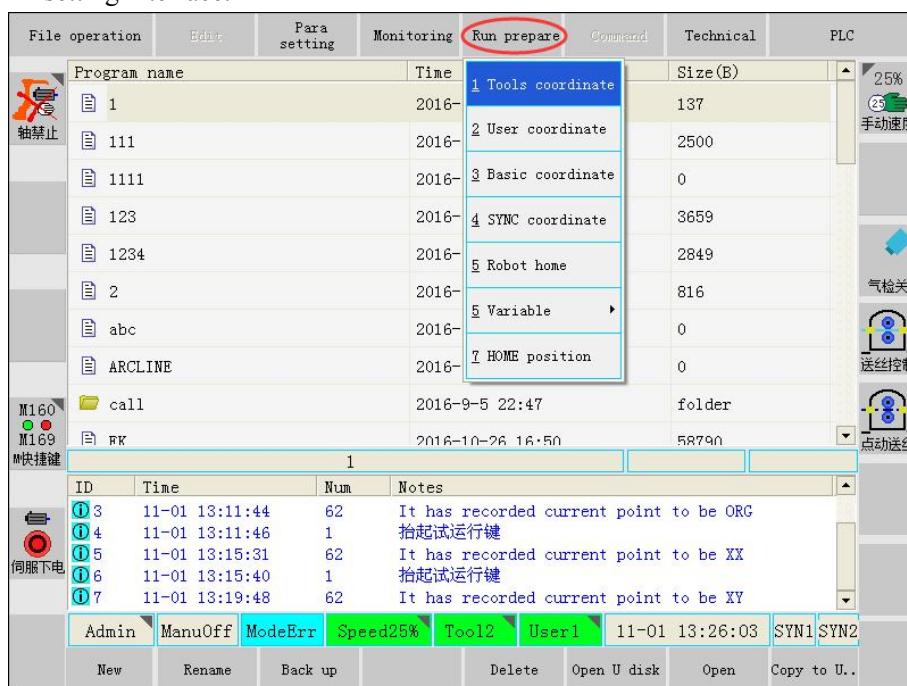 File operation Edit Para setting Monitoring Run prepare Command Technical PLC
Program name Time Size(B)
1 2016- 137
111 2016- 2500
1111 2016- 0
123 2016- 3659
1234 2016- 2849
2 2016- 816
abc 2016- 0
ARCLINE 2016- 0
call 2016-9-5 22:47 folder
FK 2016-10-26 16:50 58790
1 Tools coordinate
2 User coordinate
3 Basic coordinate
4 SYNC coordinate
5 Robot home
5 Variable
7 HOME position
轴禁止
M160
M169
M快捷键
伺服下电
25%
25
手动速度
气检关
送丝控制
点动送丝
1
ID Time Num Notes
3 11-01 13:11:44 62 It has recorded current point to be ORG
4 11-01 13:11:46 1 抬起试运行键
5 11-01 13:15:31 62 It has recorded current point to be XX
6 11-01 13:15:40 1 抬起试运行键
7 11-01 13:19:48 62 It has recorded current point to be XY
Admin ManuOff ModeErr Speed25% Tool2 User1 11-01 13:26:03 SYN1 SYN2
New Rename Back up Delete Open U disk Open Copy to U..